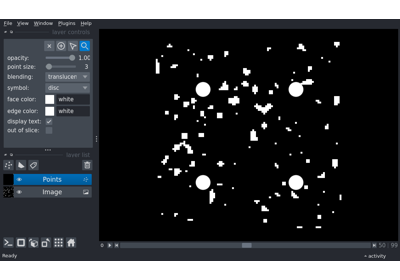 File View Window Plugins Help
layer controls
opacity: 1.00
point size: 3
blending: translucen
symbol: disc
face color: white
edge color: white
display text:
out of slice:
layer list
Points
Image
0 50 99
Ready activity